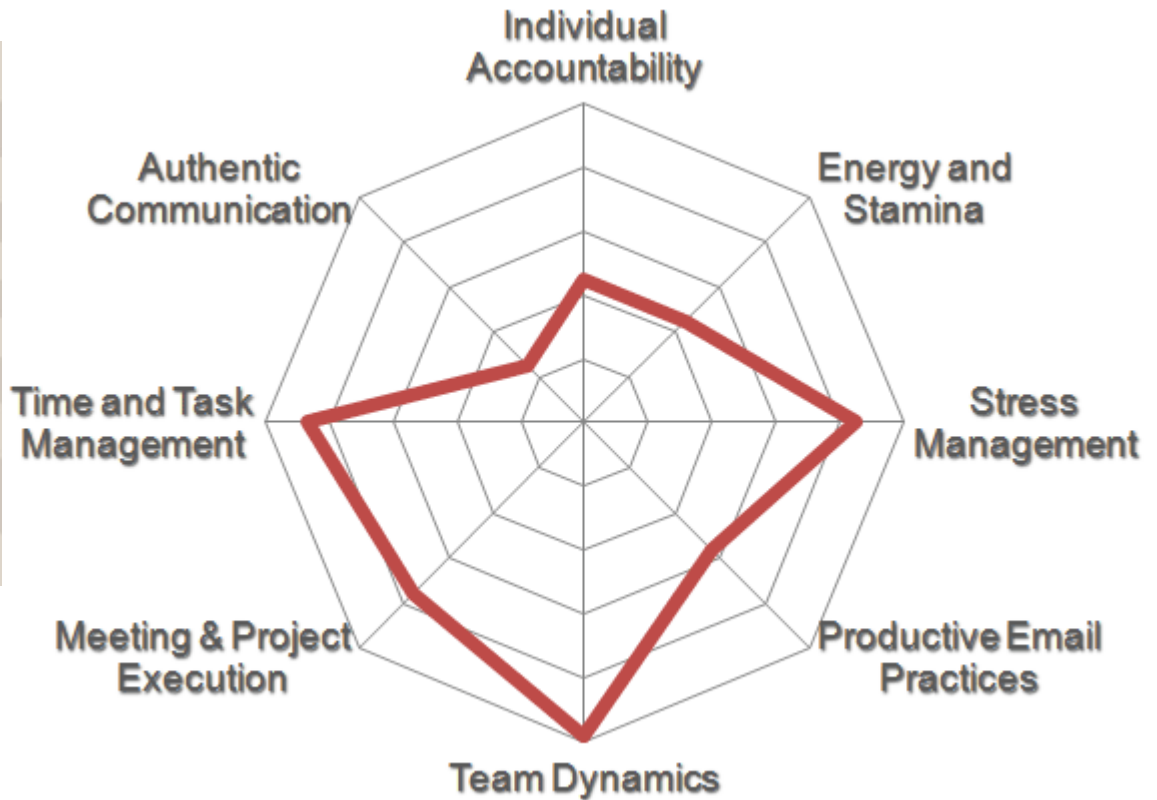 Individual
Accountability
Energy and
Stamina
Stress
Management
Productive Email
Practices
Team Dynamics
Meeting & Project
Execution
Time and Task
Management
Authentic
Communication